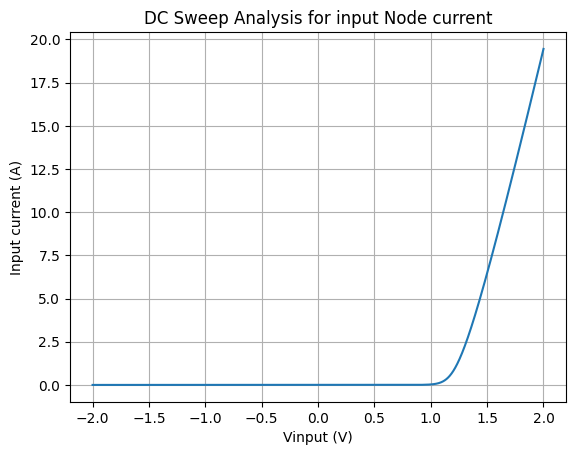 DC Sweep Analysis for input Node current
20.0
17.5
15.0
12.5
10.0
7.5
5.0
2.5
0.0
Input current (A)
−2.0 −1.5 −1.0 −0.5 0.0 0.5 1.0 1.5 2.0
Vinput (V)